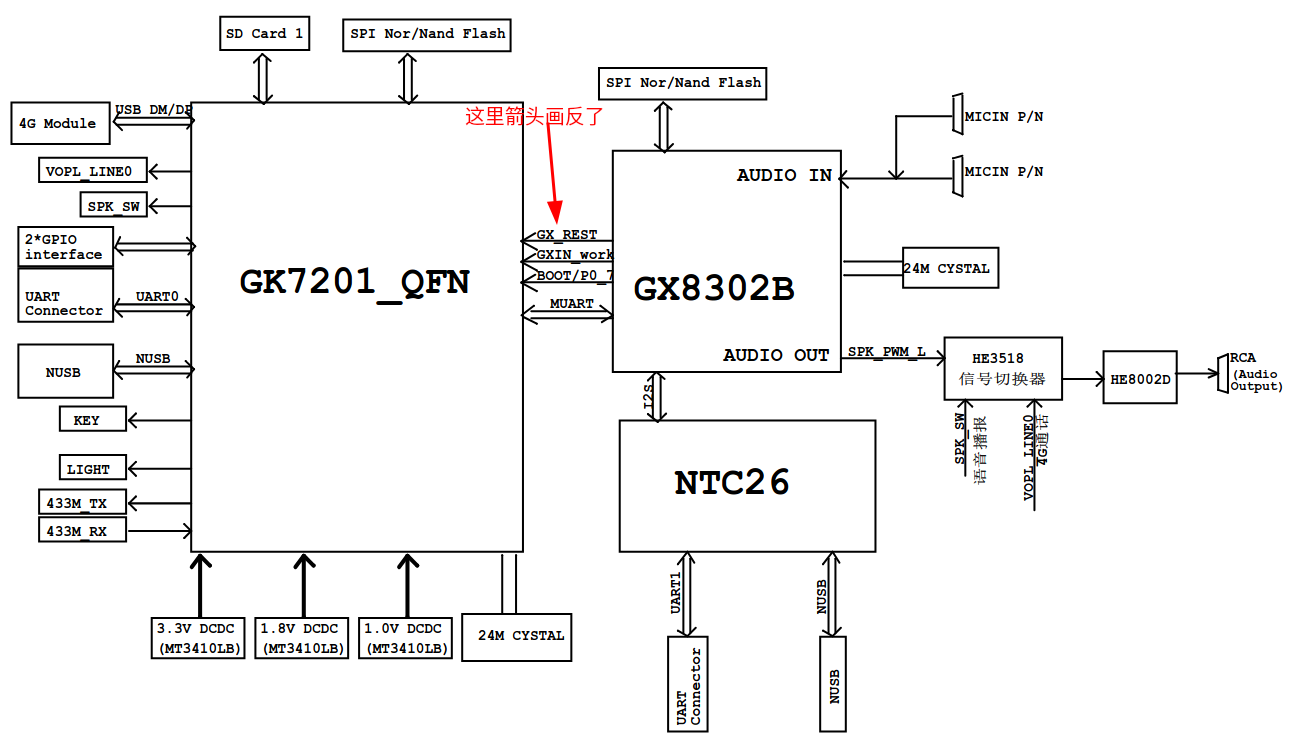 SD Card 1
SPI Nor/Nand Flash
SPI Nor/Nand Flash
USB DM/DP
4G Module
这里箭头画反了
MICIN P/N
VOPL_LINE0
AUDIO IN
MICIN P/N
SPK_SW
2*GPIO
interface
GX_REST
GXIN_work
BOOT/P0_7
GK7201_QFN
GX8302B
24M CYSTAL
UART
Connector
UART0
MUART
NUSB
NUSB
AUDIO OUT
SPK_PWM_L
HE3518
信号切换器
HE8002D
RCA
(Audio
Output)
I2S
KEY
SPK_SW
语音播报
VOPL_LINE0
4G通话
LIGHT
NTC26
433M_TX
433M_RX
3.3V DCDC
(MT3410LB)
1.8V DCDC
(MT3410LB)
1.0V DCDC
(MT3410LB)
24M CYSTAL
UART1
NUSB
UART
Connector
NUSB